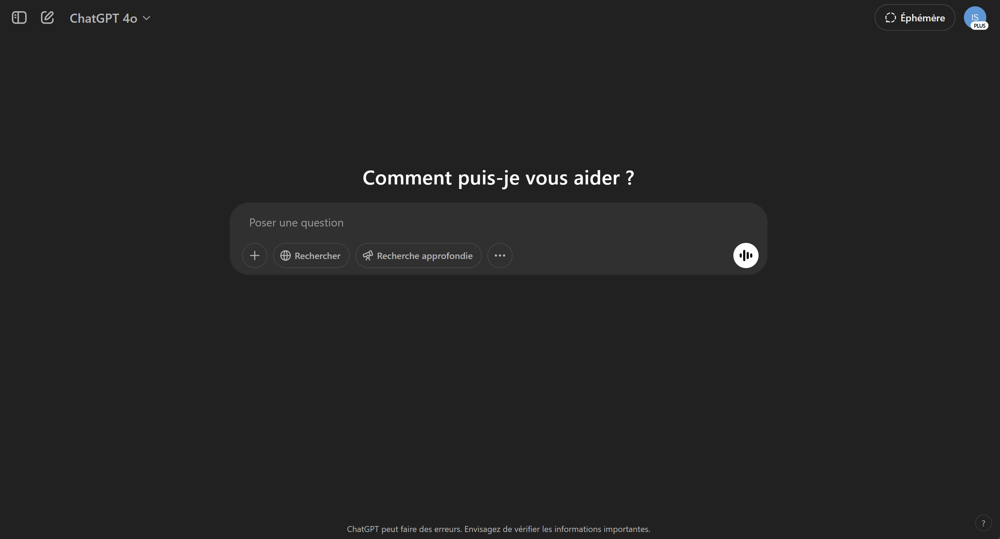 ChatGPT 4o
Éphémère
IS
PLUS
Comment puis-je vous aider ?
Poser une question
Rechercher
Recherche approfondie
ChatGPT peut faire des erreurs. Envisagez de vérifier les informations importantes.
?